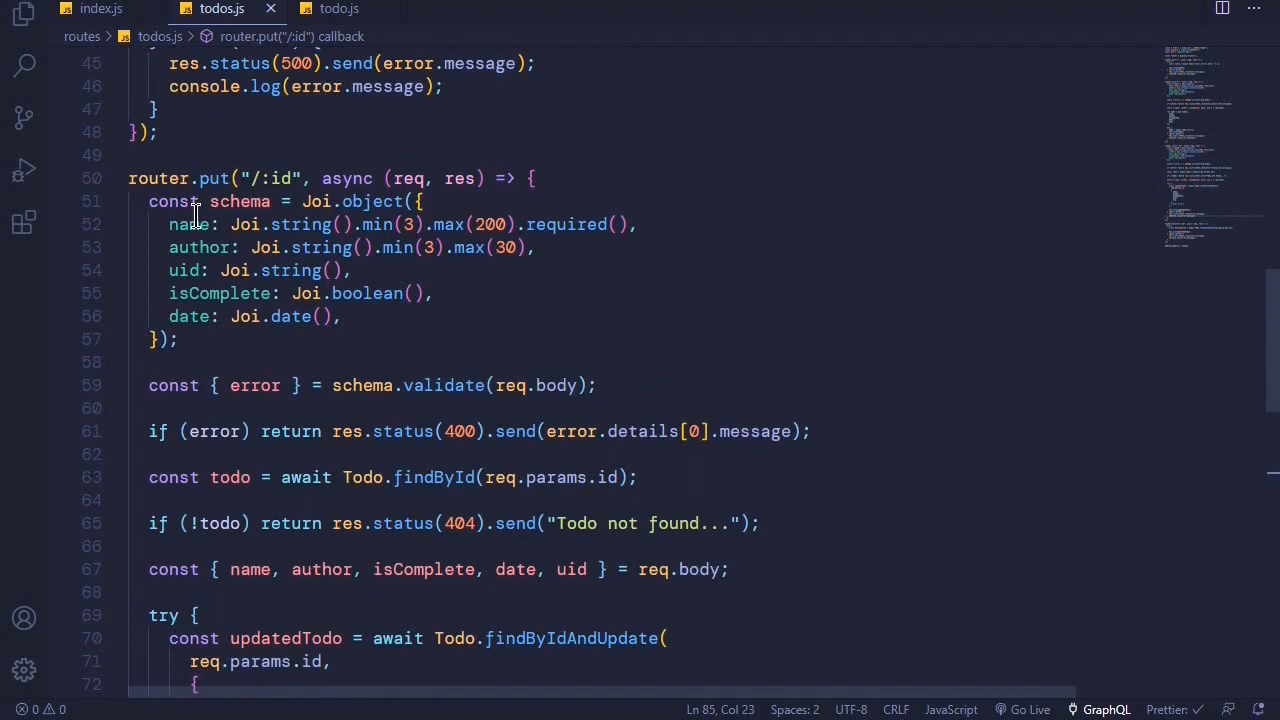 index.js todos.js todo.js
routes > todos.js > router.put("/:id") callback
45 res.status(500).send(error.message);
46 console.log(error.message);
47 }
48 });
49
50 router.put("/:id", async (req, res) => {
51 const schema = Joi.object({
52 name: Joi.string().min(3).max(200).required(),
53 author: Joi.string().min(3).max(30),
54 uid: Joi.string(),
55 isComplete: Joi.boolean(),
56 date: Joi.date(),
57 });
58
59 const { error } = schema.validate(req.body);
60
61 if (error) return res.status(400).send(error.details[0].message);
62
63 const todo = await Todo.findById(req.params.id);
64
65 if (!todo) return res.status(404).send("Todo not found...");
66
67 const { name, author, isComplete, date, uid } = req.body;
68
69 try {
70 const updatedTodo = await Todo.findByIdAndUpdate(
71 req.params.id,
72 {
0 0 Ln 85, Col 23 Spaces: 2 UTF-8 CRLF JavaScript Go Live GraphQL Prettier: ✓